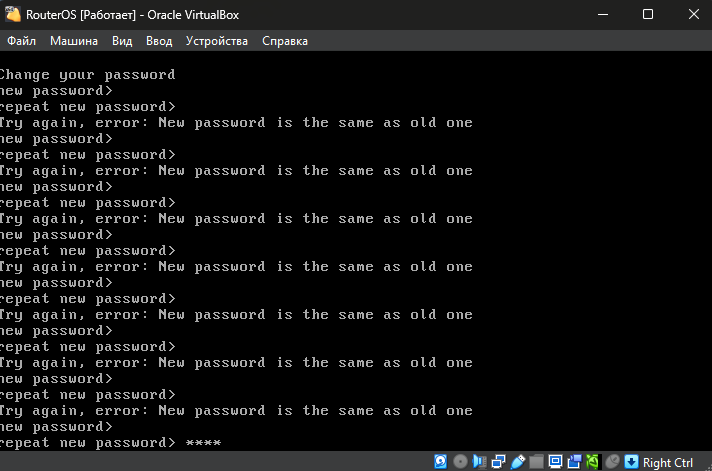 RouterOS [Работает] - Oracle VirtualBox
Файл Машина Вид Ввод Устройства Справка
Change your password
new password>
repeat new password>
Try again, error: New password is the same as old one
new password>
repeat new password>
Try again, error: New password is the same as old one
new password>
repeat new password>
Try again, error: New password is the same as old one
new password>
repeat new password>
Try again, error: New password is the same as old one
new password>
repeat new password>
Try again, error: New password is the same as old one
new password>
repeat new password>
Try again, error: New password is the same as old one
new password>
repeat new password>
Try again, error: New password is the same as old one
new password>
repeat new password> ****
Right Ctrl